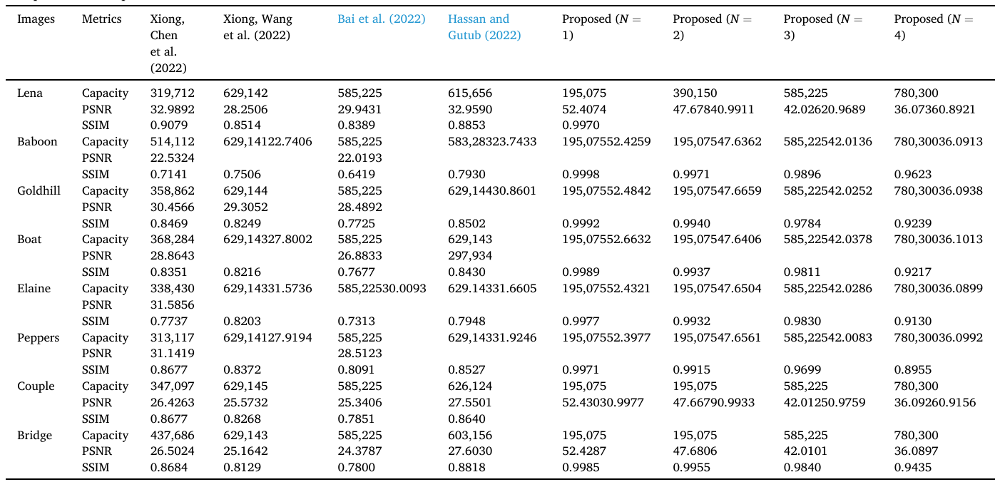 Images Metrics Xiong, Xiong, Wang Bai et al. (2022) Hassan and Proposed (N = Proposed (N = Proposed (N = Proposed (N =
Chen et al. (2022) Gutub (2022) 1) 2) 3) 4)
et al.
(2022)
Lena Capacity 319,712 629,142 585,225 615,656 195,075 390,150 585,225 780,300
PSNR 32.9892 28.2506 29.9431 32.9590 52.4074 47.67840.9911 42.02620.9689 36.07360.8921
SSIM 0.9079 0.8514 0.8389 0.8853 0.9970
Baboon Capacity 514,112 629,14122.7406 585,225 583,28323.7433 195,07552.4259 195,07547.6362 585,22542.0136 780,30036.0913
PSNR 22.5324 22.0193
SSIM 0.7141 0.7506 0.6419 0.7930 0.9998 0.9971 0.9896 0.9623
Goldhill Capacity 358,862 629,144 585,225 629,14430.8601 195,07552.4842 195,07547.6659 585,22542.0252 780,30036.0938
PSNR 30.4566 29.3052 28.4892
SSIM 0.8469 0.8249 0.7725 0.8502 0.9992 0.9940 0.9784 0.9239
Boat Capacity 368,284 629,14327.8002 585,225 629,143 195,07552.6632 195,07547.6406 585,22542.0378 780,30036.1013
PSNR 28.8643 26.8833 297,934
SSIM 0.8351 0.8216 0.7677 0.8430 0.9989 0.9937 0.9811 0.9217
Elaine Capacity 338,430 629,14331.5736 585,22530.0093 629.14331.6605 195,07552.4321 195,07547.6504 585,22542.0286 780,30036.0899
PSNR 31.5856
SSIM 0.7737 0.8203 0.7313 0.7948 0.9977 0.9932 0.9830 0.9130
Peppers Capacity 313,117 629,14127.9194 585,225 629,14331.9246 195,07552.3977 195,07547.6561 585,22542.0083 780,30036.0992
PSNR 31.1419 28.5123
SSIM 0.8677 0.8372 0.8091 0.8527 0.9971 0.9915 0.9699 0.8955
Couple Capacity 347,097 629,145 585,225 626,124 195,075 195,075 585,225 780,300
PSNR 26.4263 25.5732 25.3406 27.5501 52.43030.9977 47.66790.9933 42.01250.9759 36.09260.9156
SSIM 0.8677 0.8268 0.7851 0.8640
Bridge Capacity 437,686 629,143 585,225 603,156 195,075 195,075 585,225 780,300
PSNR 26.5024 25.1642 24.3787 27.6030 52.4287 47.6806 42.0101 36.0897
SSIM 0.8684 0.8129 0.7800 0.8818 0.9985 0.9955 0.9840 0.9435